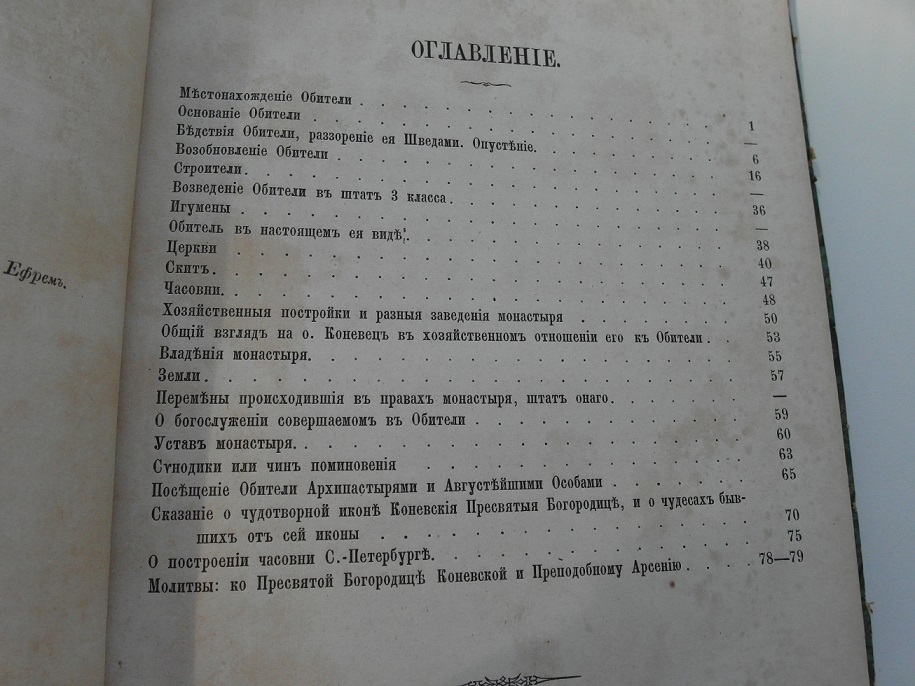 Ефремъ.
ОГЛАВЛЕНІЕ.
Мѣстонахожденіе Обители . . . . . . . . 1
Основаніе Обители . . . . . . . . —
Бѣдствія Обители, раззореніе ея Шведами. Опустѣніе. . . . . . . . 6
Возобновленіе Обители . . . . . . . . 16
Строители. . . . . . . . —
Возведеніе Обители въ штатъ 3 класса . . . . . . . . 36
Игумены . . . . . . . . —
Обитель въ настоящемъ ея видѣ. . . . . . . . 38
Церкви . . . . . . . . 40
Скитъ. . . . . . . . 47
Часовни. . . . . . . . 48
Хозяйственныя постройки и разныя заведенія монастыря . . . . . . . . 50
Общій взглядъ на о. Коневецъ въ хозяйственномъ отношеніи его къ Обители . . 53
Владѣнія монастыря. . . . . . . . 55
Земли . . . . . . . . 57
Перемѣны происходившія въ правахъ монастыря, штатъ онаго. . . . . . . —
О богослуженіи совершаемомъ въ Обители . . . . . . . . 59
Уставъ монастыря. . . . . . . . 60
Сѵнодики или чинъ поминовенія . . . . . . . . 63
Посѣщеніе Обители Архипастырями и Августѣйшими Особами . . . . . . . 65
Сказаніе о чудотворной иконѣ Коневскія Пресвятыя Богородицѣ, и о чудесахъ быв-
шихъ отъ сей иконы . . . . . . . . 70
О построеніи часовни С.-Петербургѣ. . . . . . . . 75
Молитвы: ко Пресвятой Богородицѣ Коневской и Преподобному Арсенію . . . . 78—79